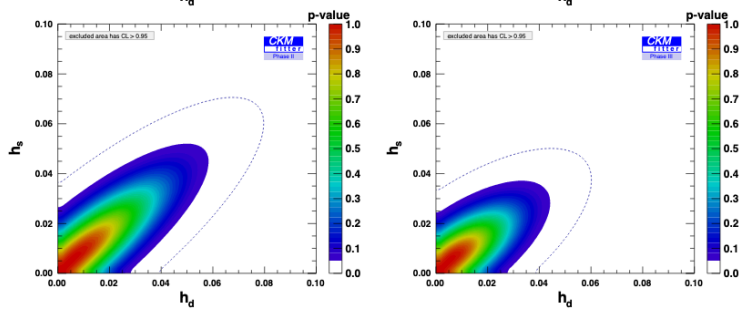 h_d h_d
p-value p-value
excluded area has CL > 0.95 excluded area has CL > 0.95
CKM fitter Phase II CKM fitter Phase III
0.10 0.08 0.06 0.04 0.02 0.00
h_s
0.00 0.02 0.04 0.06 0.08 0.10
h_d
1.0 0.9 0.8 0.7 0.6 0.5 0.4 0.3 0.2 0.1 0.0
0.10 0.08 0.06 0.04 0.02 0.00
h_s
0.00 0.02 0.04 0.06 0.08 0.10
h_d
1.0 0.9 0.8 0.7 0.6 0.5 0.4 0.3 0.2 0.1 0.0